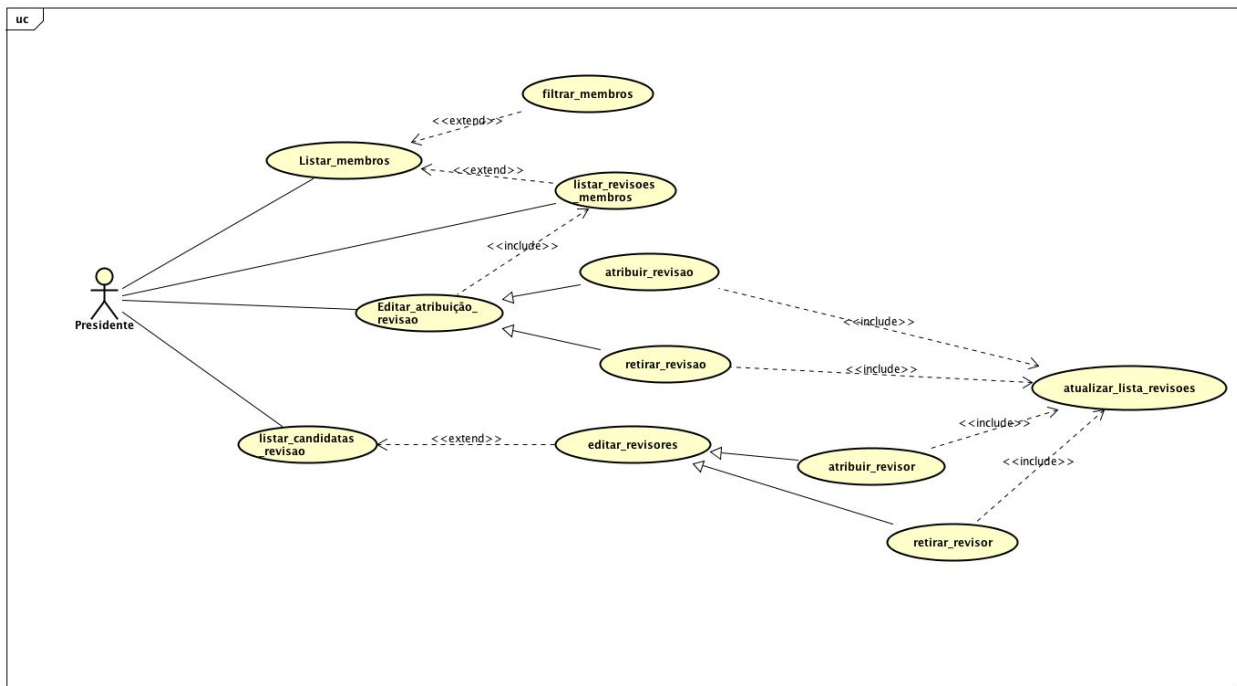 uc
filtrar_membros
<<extend>>
Listar_membros
<<extend>>
listar_revisoes
_membros
<<include>>
atribuir_revisao
Presidente
Editar_atribuição_
revisao
<<include>>
retirar_revisao
<<include>>
atualizar_lista_revisoes
listar_candidatas
_revisao
<<extend>>
editar_revisores
<<include>>
atribuir_revisor
<<include>>
retirar_revisor